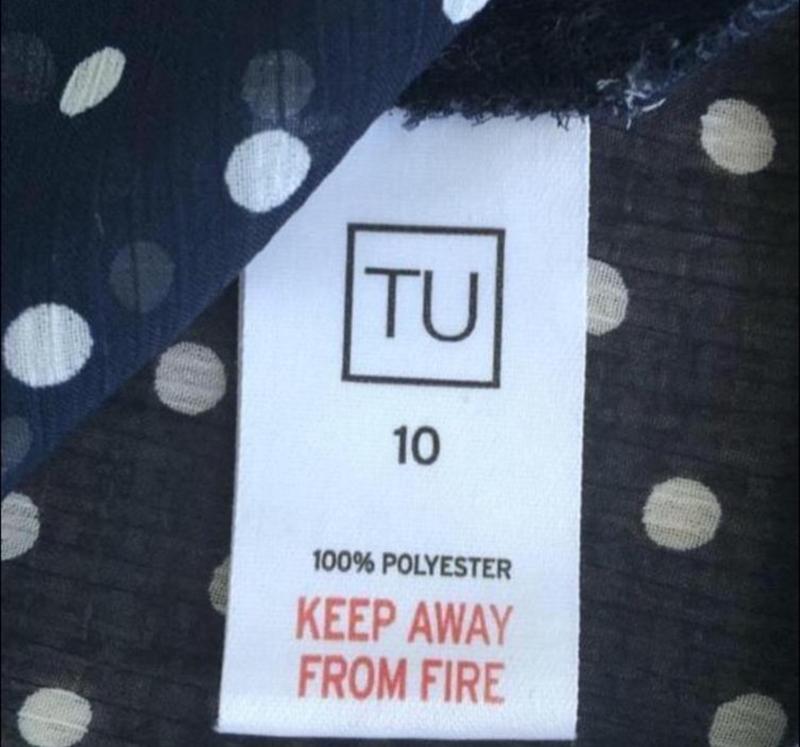 TU
10
100% POLYESTER
KEEP AWAY
FROM FIRE